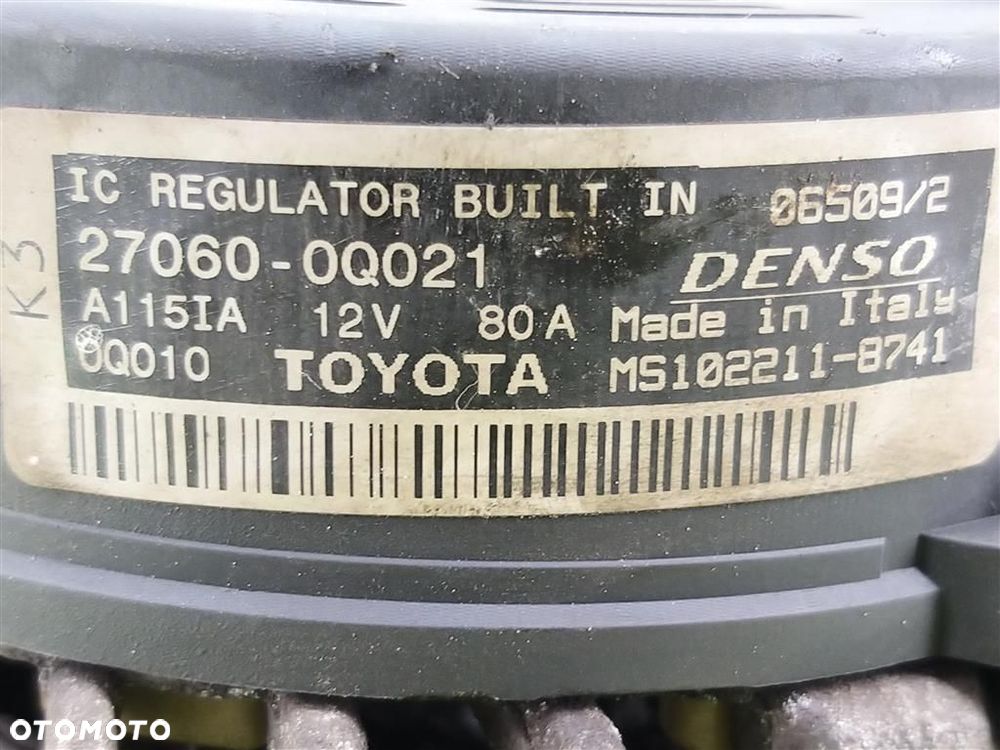 K3
IC REGULATOR BUILT IN 06509/2
27060-0Q021 DENSO
A115IA 12V 80A Made in Italy
0Q010 TOYOTA MS102211-8741
OTOMOTO